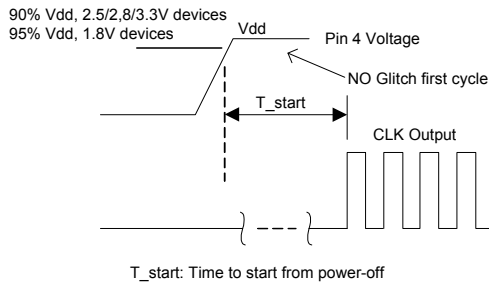 90% Vdd, 2.5/2,8/3.3V devices
95% Vdd, 1.8V devices
Vdd
Pin 4 Voltage
NO Glitch first cycle
T_start
CLK Output
T_start: Time to start from power-off